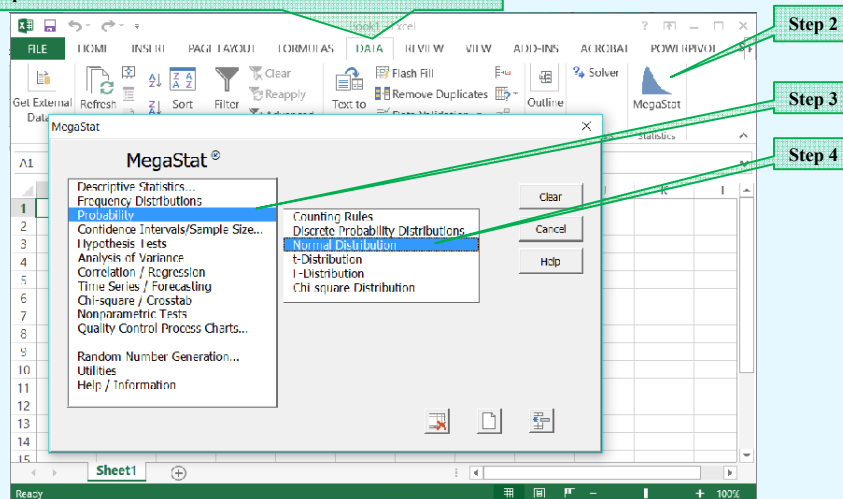 Book1 - Excel
Step 2
FILE HOME INSERT PAGE LAYOUT FORMULAS DATA REVIEW VIEW ADD-INS ACROBAT POWERPIVOT
Clear
Flash Fill
Solver
Reapply
Remove Duplicates
Get External Refresh Sort Filter Text to Outline MegaStat
Data Advanced Data Validation
Statistics
Step 3
MegaStat
Step 4
A1
MegaStat ®
Descriptive Statistics...
Frequency Distributions
Probability
Confidence Intervals/Sample Size...
Hypothesis Tests
Analysis of Variance
Correlation / Regression
Time Series / Forecasting
Chi-square / Crosstab
Nonparametric Tests
Quality Control Process Charts...
Random Number Generation...
Utilities
Help / Information
Counting Rules
Discrete Probability Distributions
Normal Distribution
t-Distribution
F-Distribution
Chi-square Distribution
Clear
Cancel
Help
1
2
3
4
5
6
7
8
9
10
11
12
13
14
15
K
Sheet1
Ready
100%